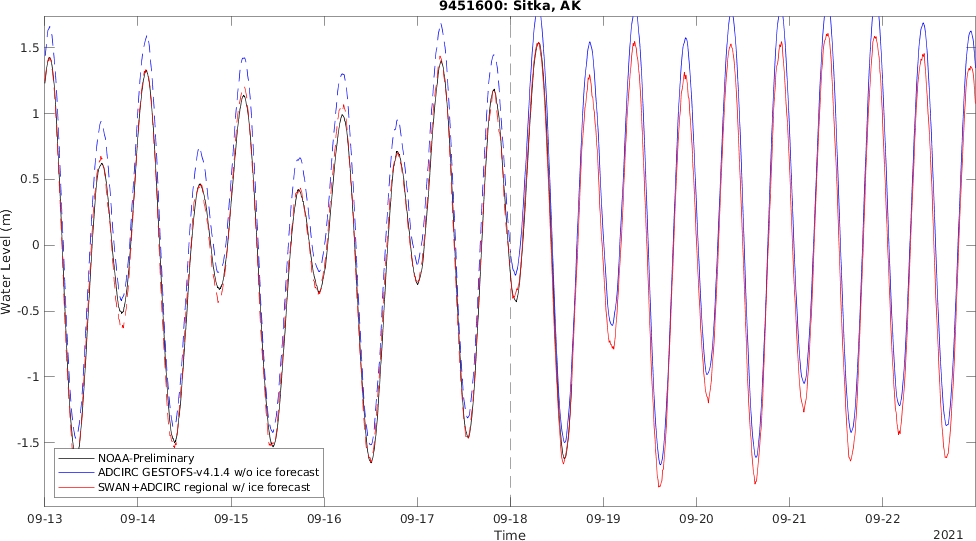 9451600: Sitka, AK
Water Level (m)
1.5
1
0.5
0
-0.5
-1
-1.5
NOAA-Preliminary
ADCIRC GESTOFS-v4.1.4 w/o ice forecast
SWAN+ADCIRC regional w/ ice forecast
09-13 09-14 09-15 09-16 09-17 09-18 09-19 09-20 09-21 09-22
Time
2021